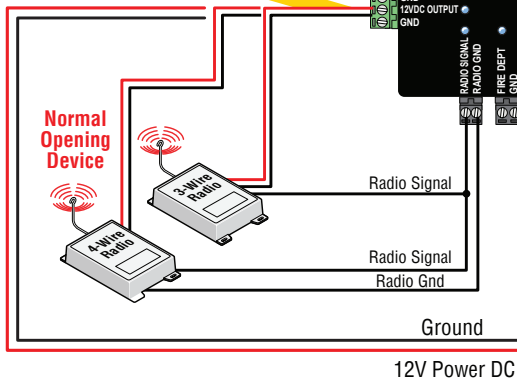 12VDC OUTPUT
GND
RADIO SIGNAL
RADIO GND
FIRE DEPT
GND
Normal
Opening
Device
3-Wire
Radio
Radio Signal
4-Wire
Radio
Radio Signal
Radio Gnd
Ground
12V Power DC